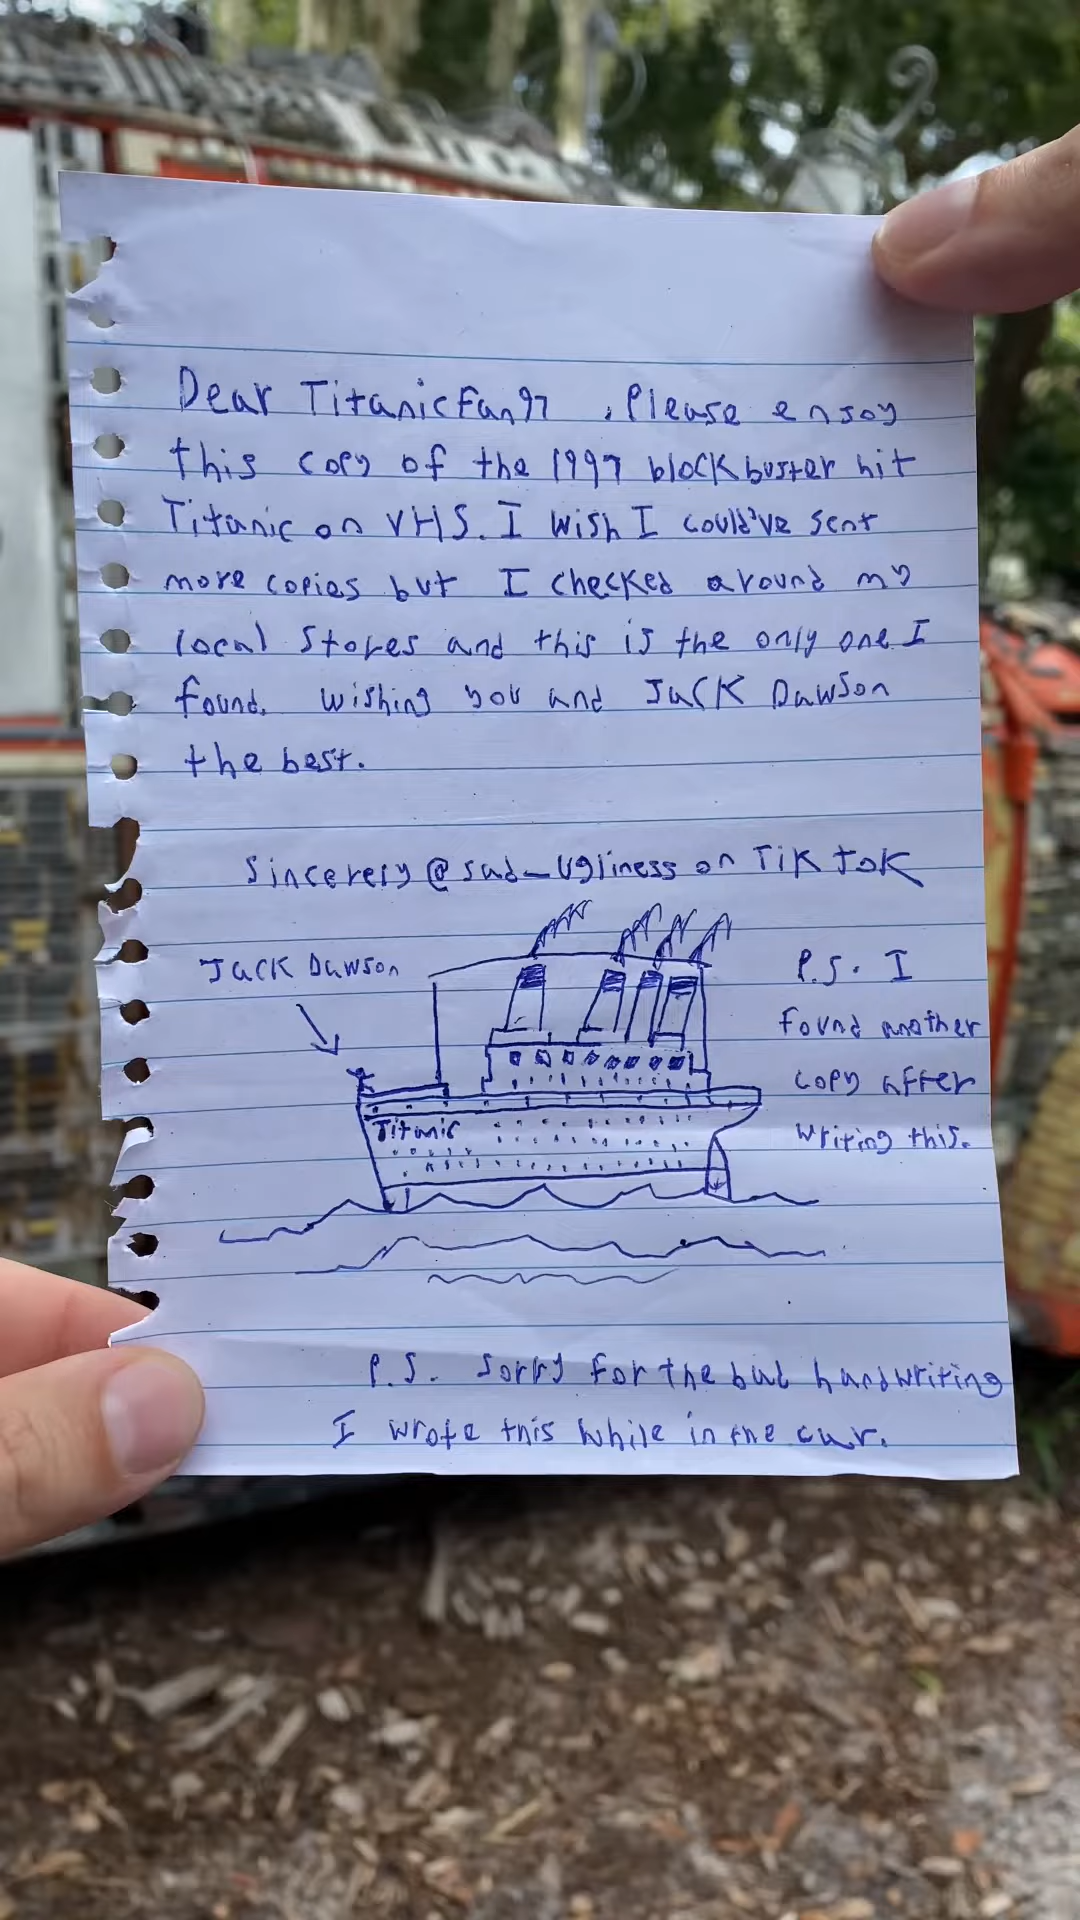 Dear Titanicfan97, Please enjoy
this copy of the 1997 blockbuster hit
Titanic on VHS. I wish I could've sent
more copies but I checked around my
local stores and this is the only one I
found. wishing you and Jack Dawson
the best.
Sincerely @sad_ugliness on TikTok
Jack Dawson
P.S. I
found another
copy after
writing this.
Titanic
P.S. Sorry for the bad handwriting
I wrote this while in the car.